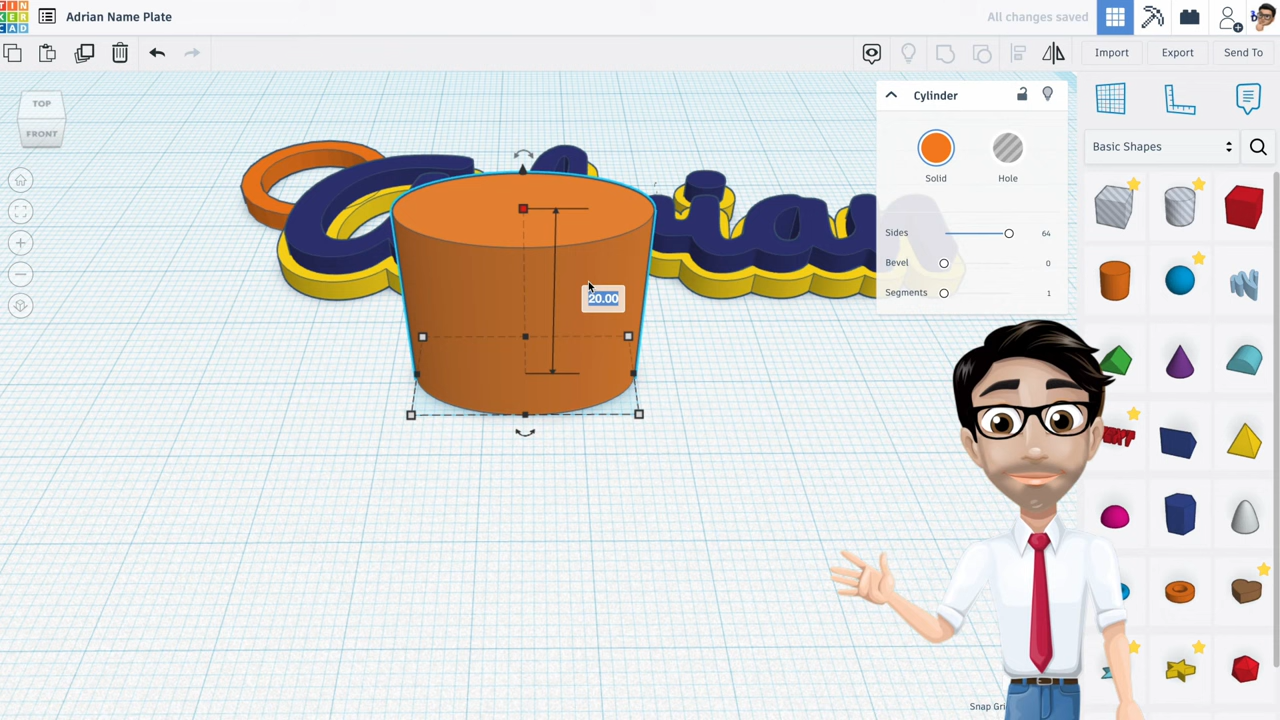 TIN
KER
CAD
Adrian Name Plate
All changes saved
Import
Export
Send To
TOP
FRONT
Cylinder
Solid
Hole
Sides
64
Bevel
0
Segments
1
Basic Shapes
20.00
Snap